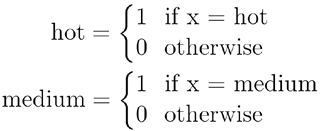 hot = { 1 if x = hot
0 otherwise
medium = { 1 if x = medium
0 otherwise